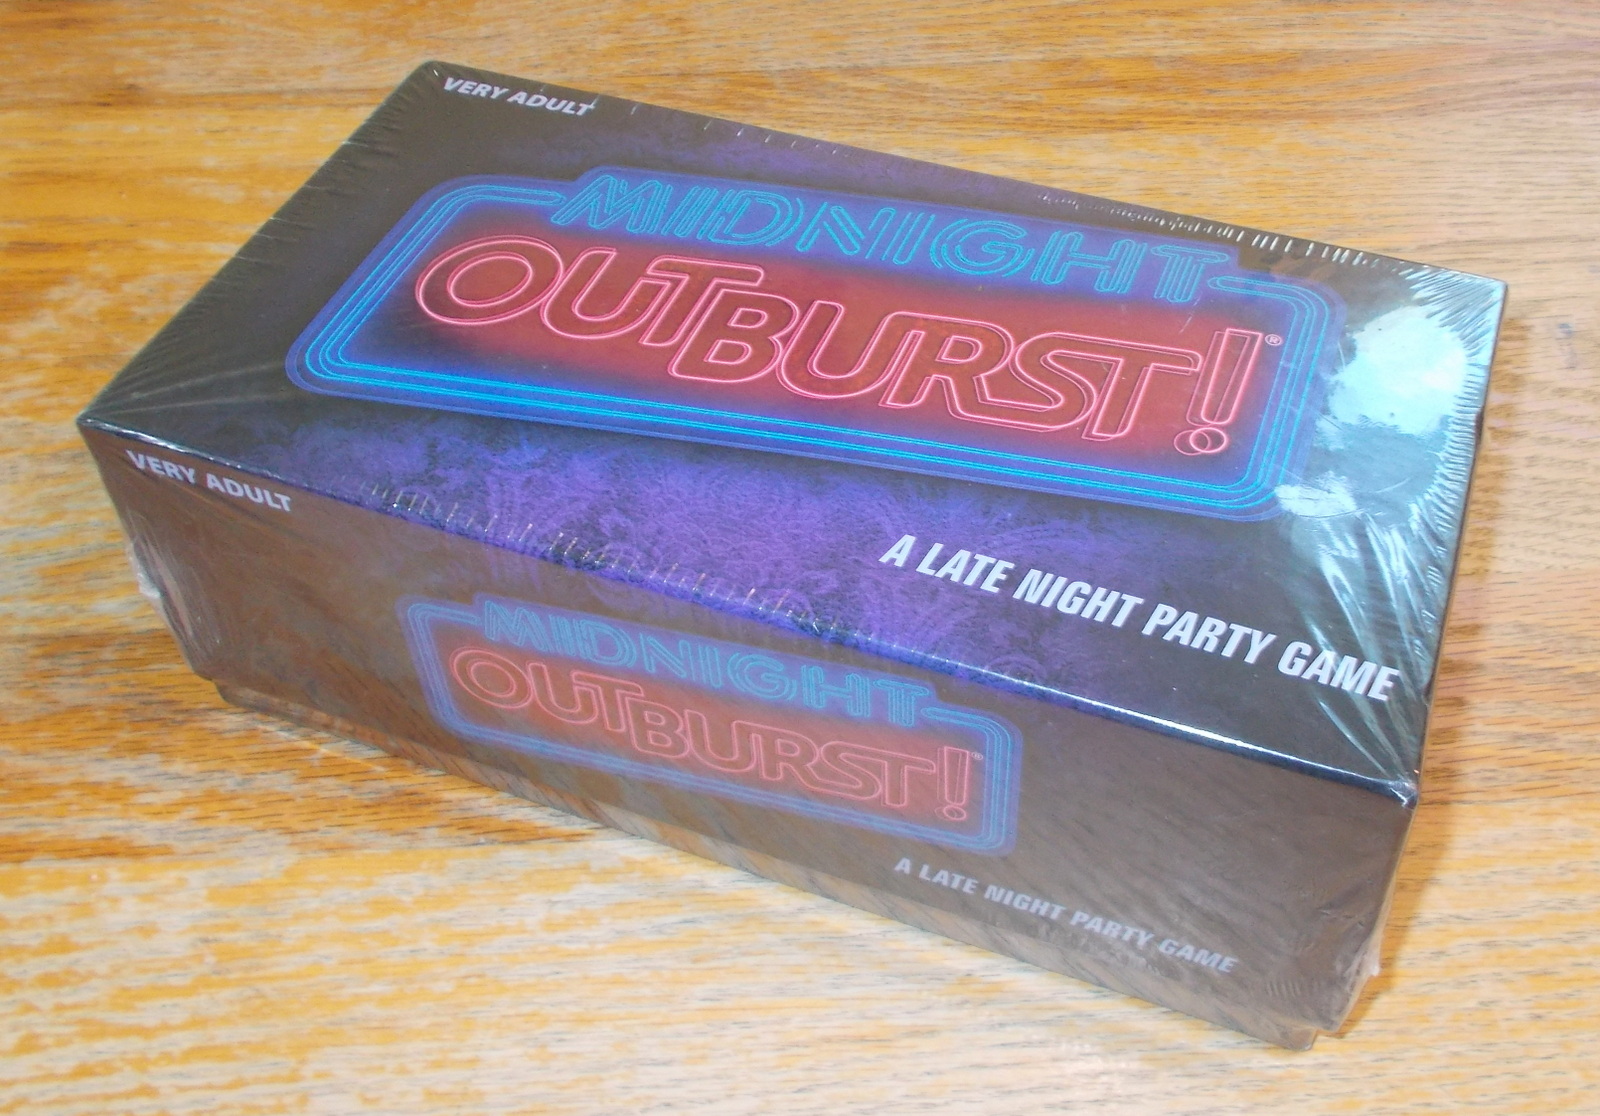 VERY ADULT
MIDNIGHT
OUTBURST!®
A LATE NIGHT PARTY GAME
VERY ADULT
MIDNIGHT
OUTBURST!®
A LATE NIGHT PARTY GAME